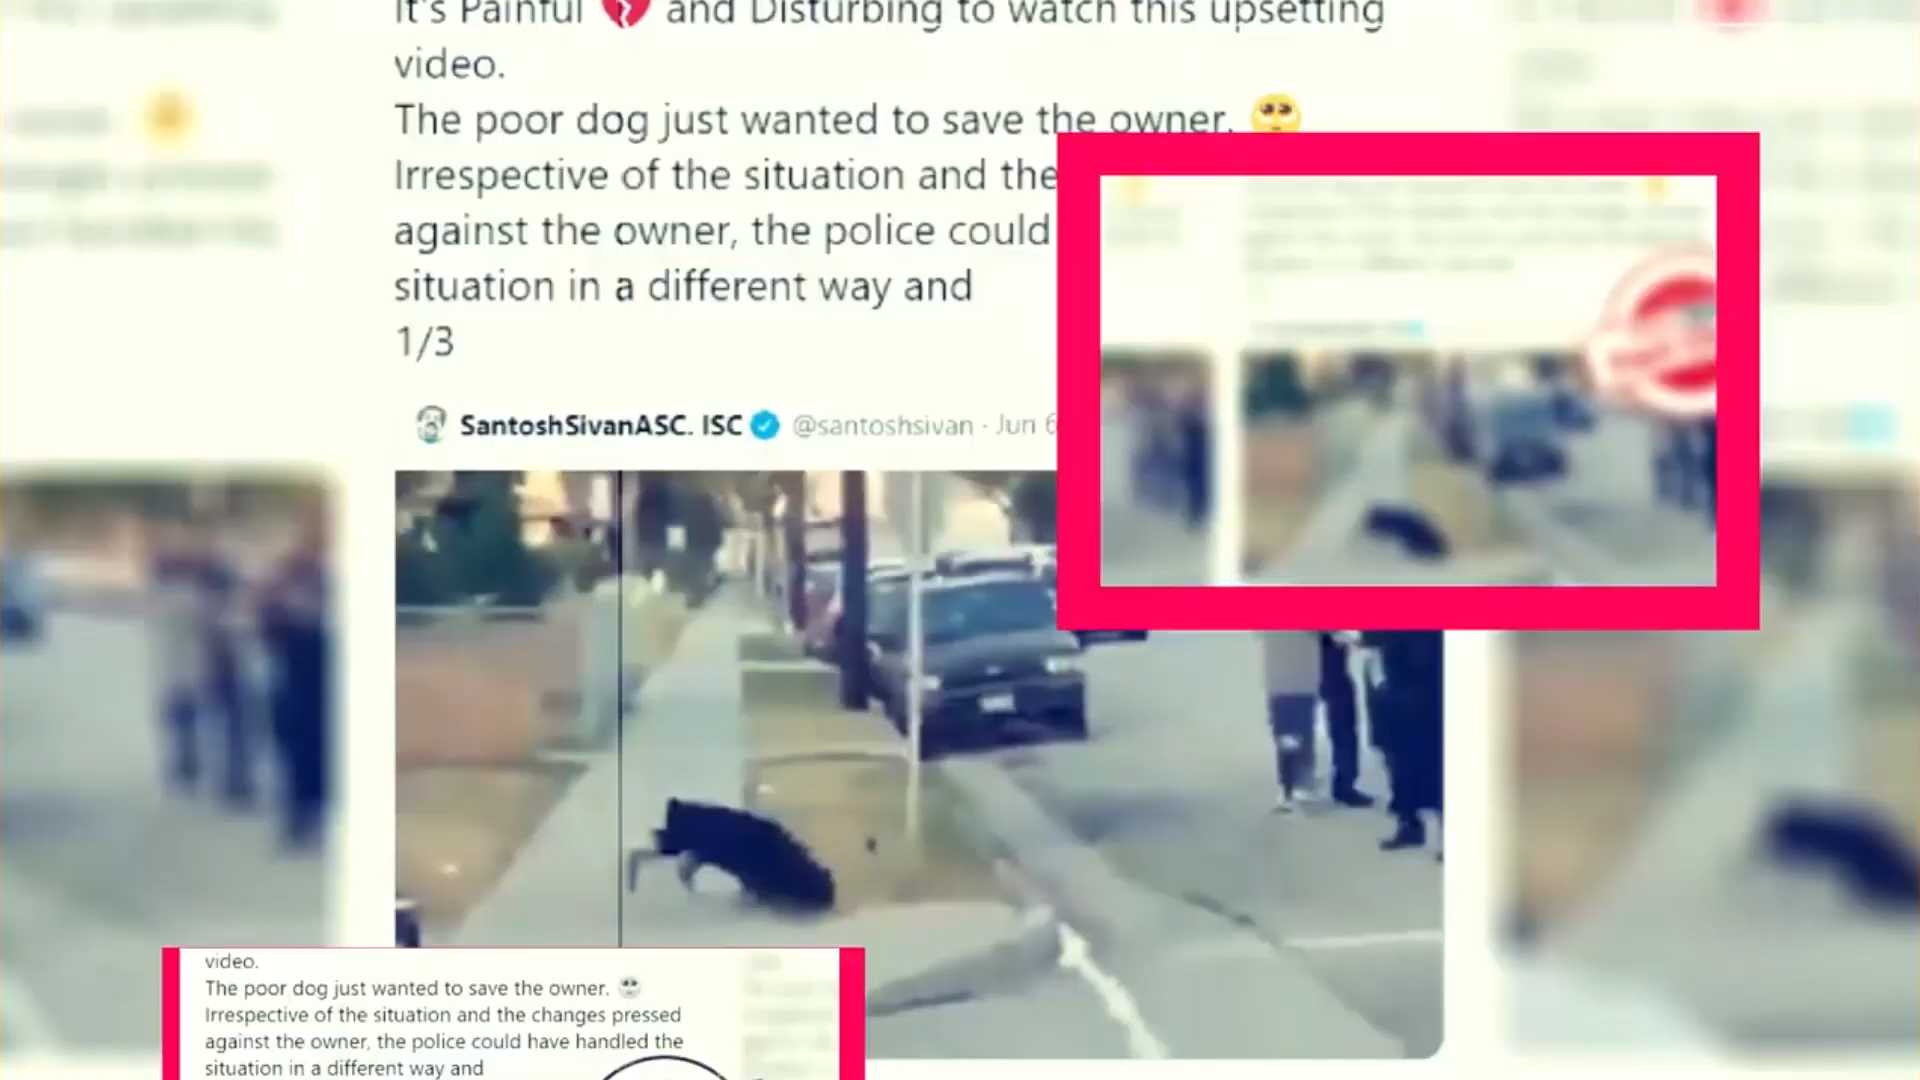 It's Painful 💔 and Disturbing to watch this upsetting
video.
The poor dog just wanted to save the owner. 🥺
Irrespective of the situation and the
against the owner, the police could
situation in a different way and
1/3
SantoshSivanASC. ISC @santoshsivan · Jun 6
video.
The poor dog just wanted to save the owner. 🥺
Irrespective of the situation and the changes pressed
against the owner, the police could have handled the
situation in a different way and